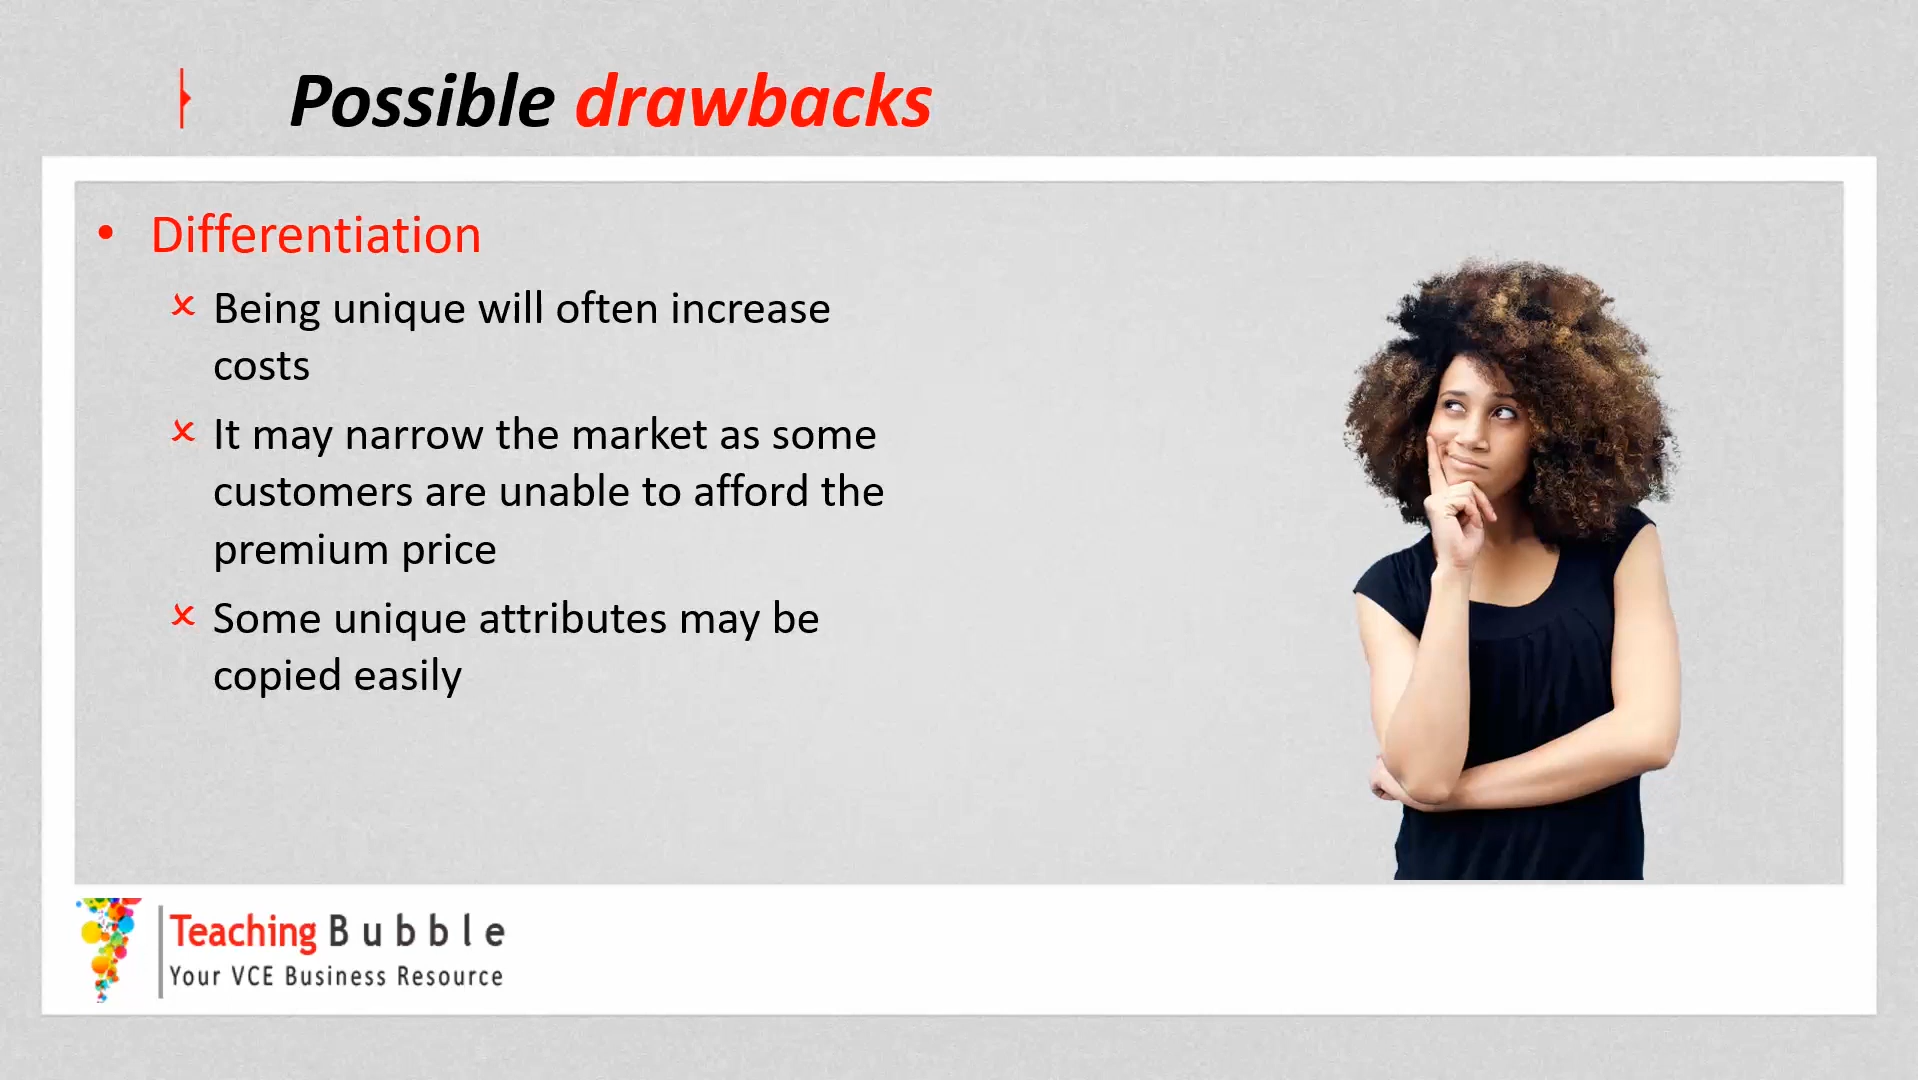 Possible drawbacks
• Differentiation
× Being unique will often increase
costs
× It may narrow the market as some
customers are unable to afford the
premium price
× Some unique attributes may be
copied easily
Teaching Bubble
Your VCE Business Resource